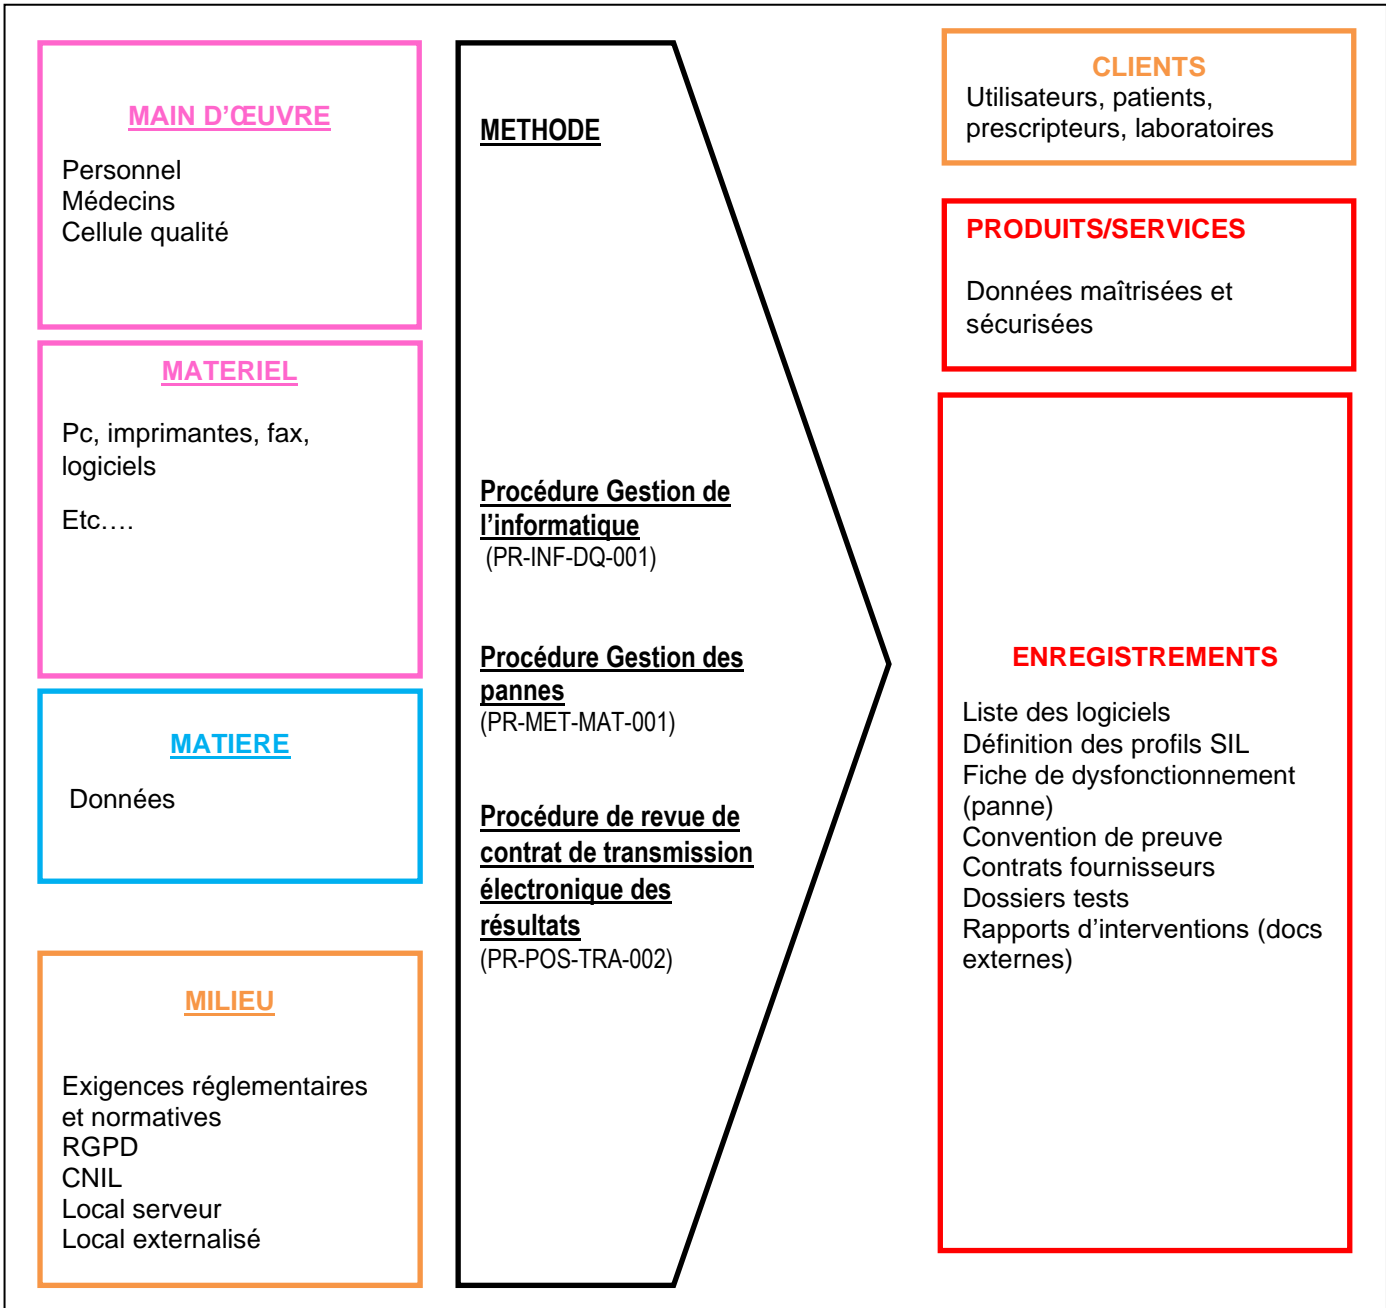 MAIN D’ŒUVRE
Personnel
Médecins
Cellule qualité
MATERIEL
Pc, imprimantes, fax,
logiciels
Etc….
MATIERE
Données
MILIEU
Exigences réglementaires
et normatives
RGPD
CNIL
Local serveur
Local externalisé
METHODE
Procédure Gestion de
l’informatique
(PR-INF-DQ-001)
Procédure Gestion des
pannes
(PR-MET-MAT-001)
Procédure de revue de
contrat de transmission
électronique des
résultats
(PR-POS-TRA-002)
CLIENTS
Utilisateurs, patients,
prescripteurs, laboratoires
PRODUITS/SERVICES
Données maîtrisées et
sécurisées
ENREGISTREMENTS
Liste des logiciels
Définition des profils SIL
Fiche de dysfonctionnement
(panne)
Convention de preuve
Contrats fournisseurs
Dossiers tests
Rapports d’interventions (docs
externes)